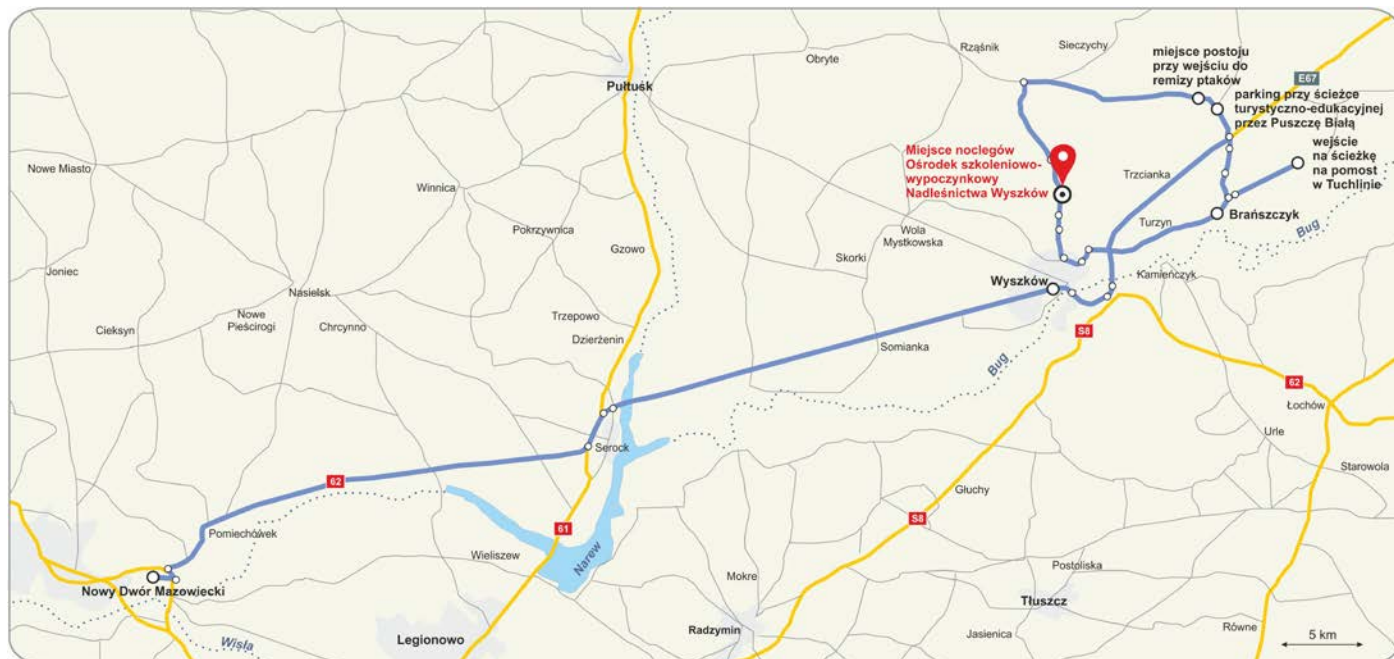 Rząśnik
Sieczychy
Obryte
miejsce postoju
przy wejściu do
remizy ptaków
E67
parking przy ścieżce
turystyczno-edukacyjnej
przez Puszczę Białą
wejście
na ścieżkę
na pomost
w Tuchlinie
Pułtusk
Miejsce noclegów
Ośrodek szkoleniowo-
wypoczynkowy
Nadleśnictwa Wyszków
Nowe Miasto
Winnica
Trzcianka
Brańszczyk
Turzyn
Bug
Pokrzywnica
Gzowo
Wola
Mystkowska
Skorki
Joniec
Nasielsk
Wyszków
Kamieńczyk
Nowe
Pieścirogi
Cieksyn
Chrcynno
Trzepowo
Dzierżenin
Somianka
S8
Bug
62
Łochów
Urle
Serock
Starowola
62
Głuchy
S8
61
Pomiechówek
Wieliszew
Narew
Mokre
Postoliska
Nowy Dwór Mazowiecki
Tłuszcz
Wisła
Legionowo
Radzymin
Jasienica
Równe
5 km